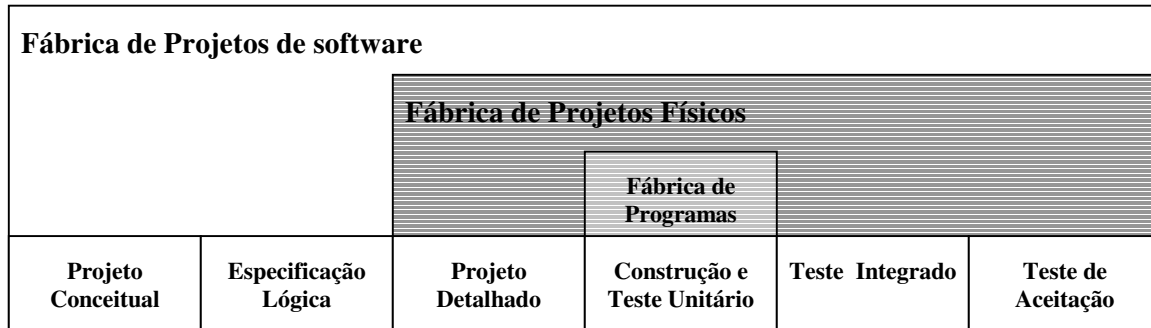 Fábrica de Projetos de software
Fábrica de Projetos Físicos
Fábrica de
Programas
Projeto
Conceitual
Especificação
Lógica
Projeto
Detalhado
Construção e
Teste Unitário
Teste Integrado
Teste de
Aceitação